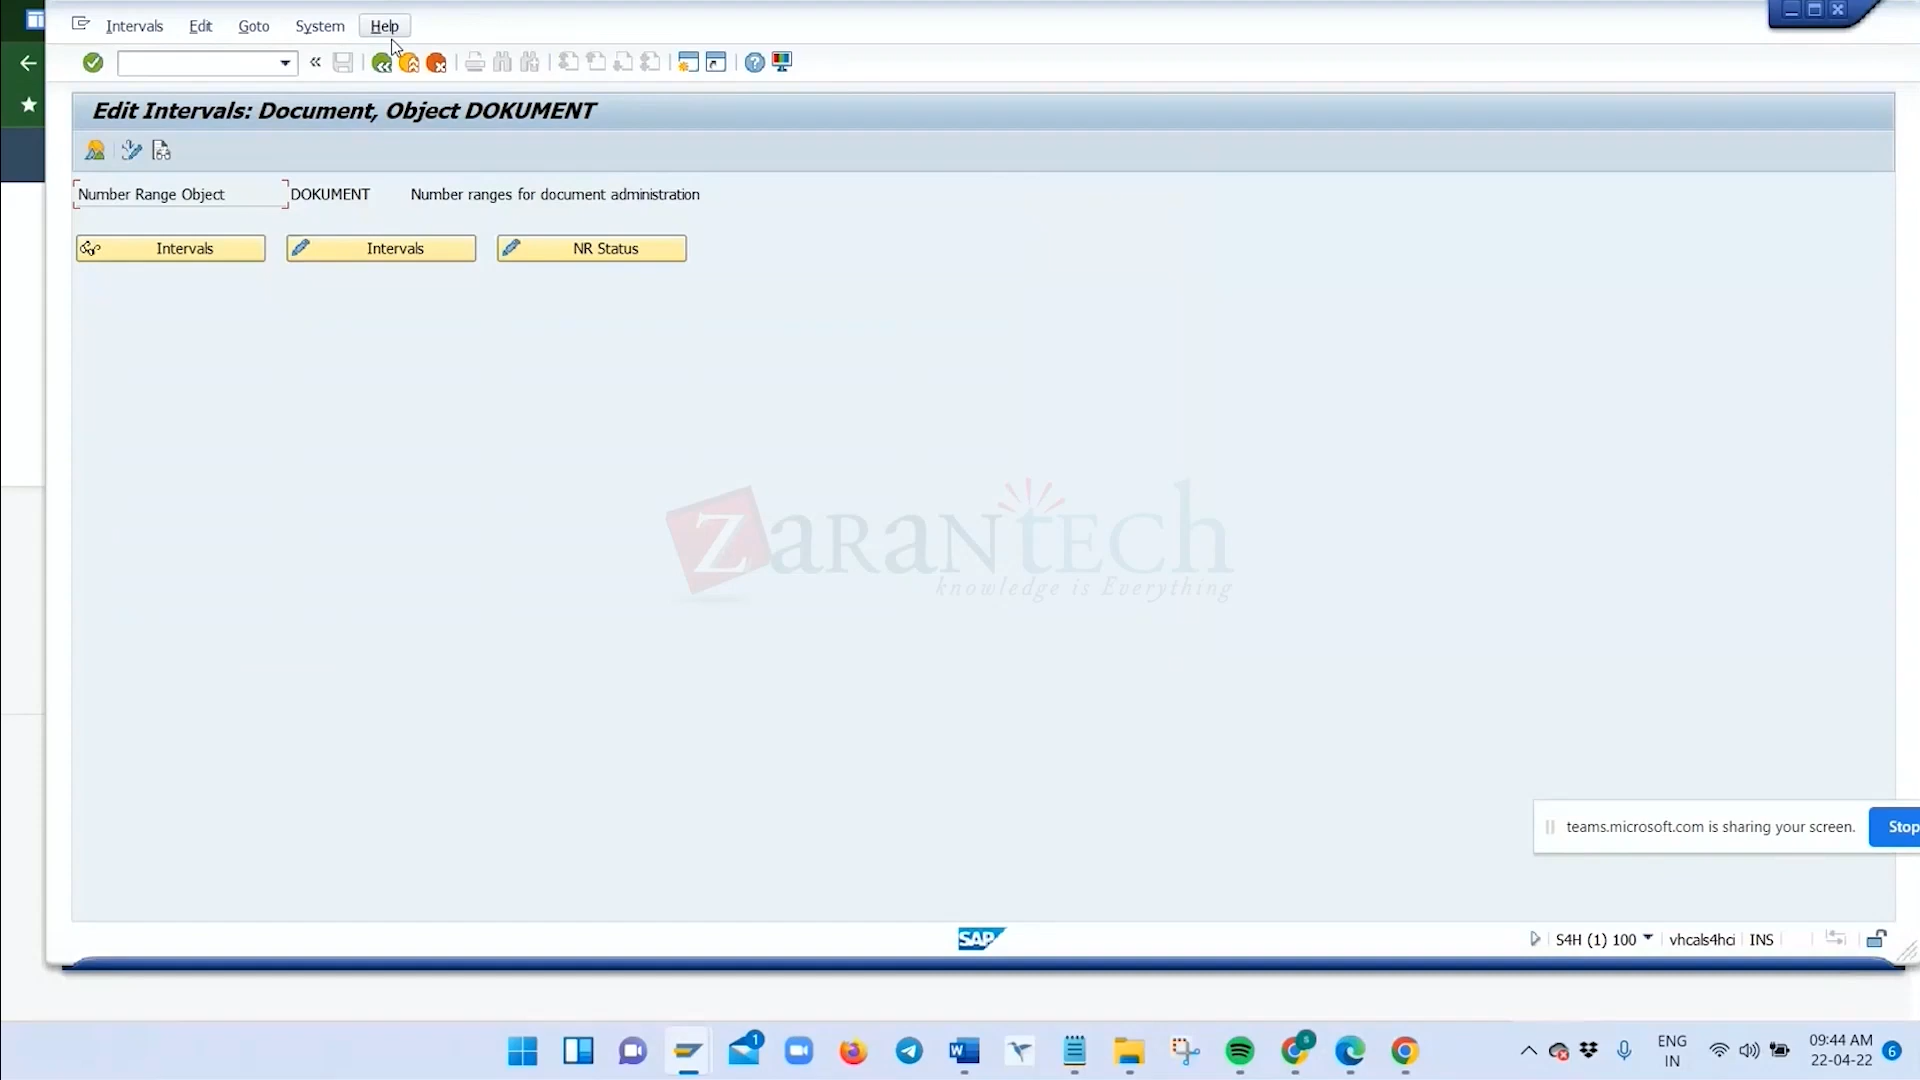 Intervals Edit Goto System Help
Edit Intervals: Document, Object DOKUMENT
Number Range Object DOKUMENT Number ranges for document administration
Intervals Intervals NR Status
ZaranTech
knowledge is Everything
teams.microsoft.com is sharing your screen. Stop
SAP S4H (1) 100 vhcals4hci INS
1 S ENG 09:44 AM
IN 22-04-22 6